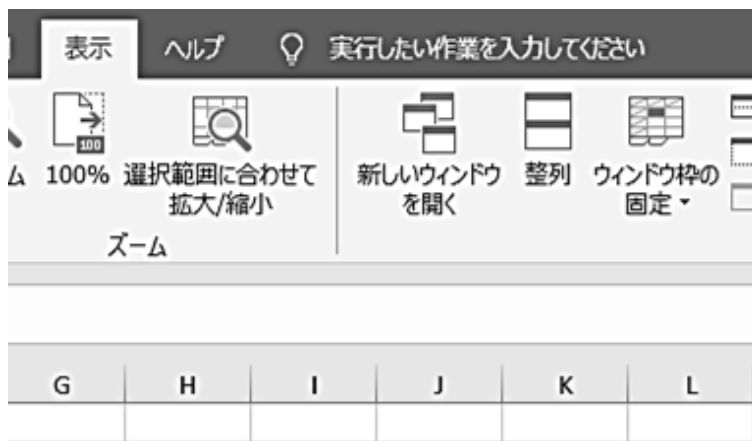 表示 ヘルプ 実行したい作業を入力してください
100
ム 100% 選択範囲に合わせて 新しいウィンドウ 整列 ウィンドウ枠の
拡大/縮小 を開く 固定
ズーム
G H I J K L